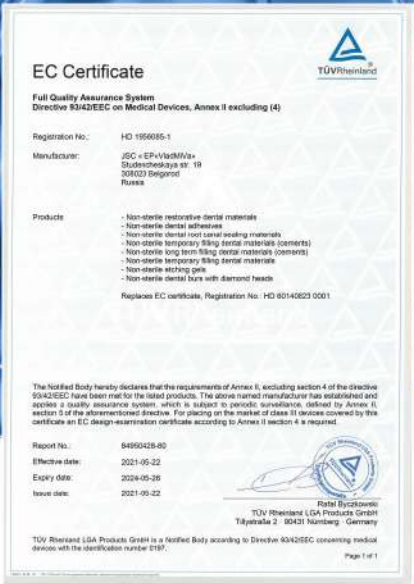 TÜVRheinland
EC Certificate
Full Quality Assurance System
Directive 93/42/EEC on Medical Devices, Annex II excluding (4)
Registration No.: HD 1956085-1
Manufacturer: JSC «EP«VladMiVa»
Studencheskaya str. 19
308023 Belgorod
Russia
Products - Non-sterile restorative dental materials
- Non-sterile dental adhesives
- Non-sterile dental root canal sealing materials
- Non-sterile temporary filling dental materials (cements)
- Non-sterile long term filling dental materials (cements)
- Non-sterile temporary filling dental materials
- Non-sterile etching gels
- Non-sterile dental burs with diamond heads
Replaces EC certificate, Registration No.: HD 60140823 0001
The Notified Body hereby declares that the requirements of Annex II, excluding section 4 of the directive
93/42/EEC have been met for the listed products. The above named manufacturer has established and
applies a quality assurance system, which is subject to periodic surveillance, defined by Annex II,
section 5 of the aforementioned directive. For placing on the market of class III devices covered by this
certificate an EC design-examination certificate according to Annex II section 4 is required.
Report No.: 84950428-60
Effective date: 2021-05-22
Expiry date: 2024-05-26
Issue date: 2021-05-22
Rafal Byczkowski
TÜV Rheinland LGA Products GmbH
Tillystraße 2 · 90431 Nürnberg · Germany
TÜV Rheinland LGA Products GmbH is a Notified Body according to Directive 93/42/EEC concerning medical
devices with the identification number 0197.
Page 1 of 1